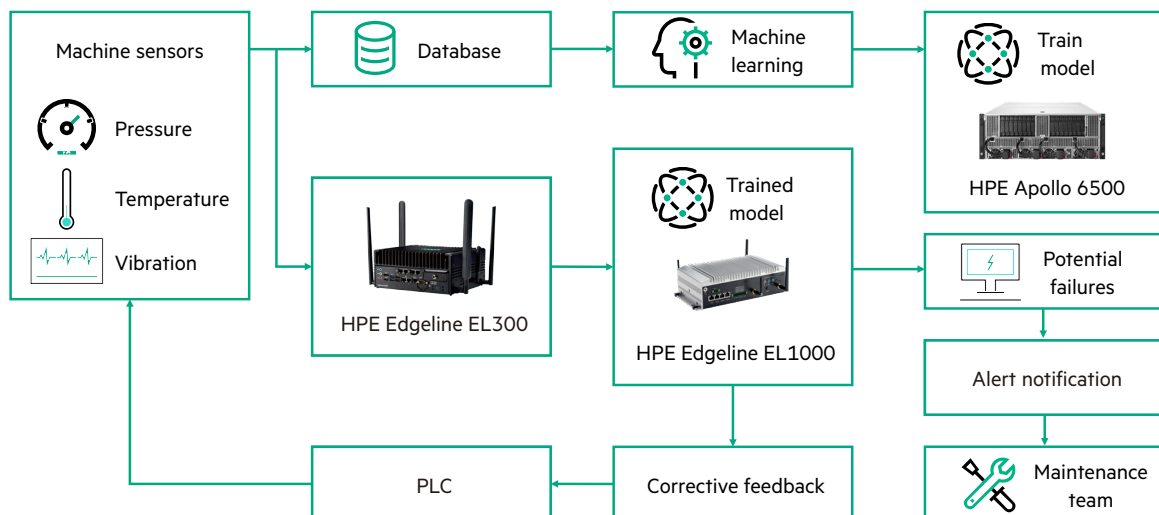 Machine sensors
Pressure
Temperature
Vibration
Database
Machine
learning
Train
model
HPE Apollo 6500
HPE Edgeline EL300
Trained
model
HPE Edgeline EL1000
Potential
failures
Alert notification
PLC
Corrective feedback
Maintenance
team